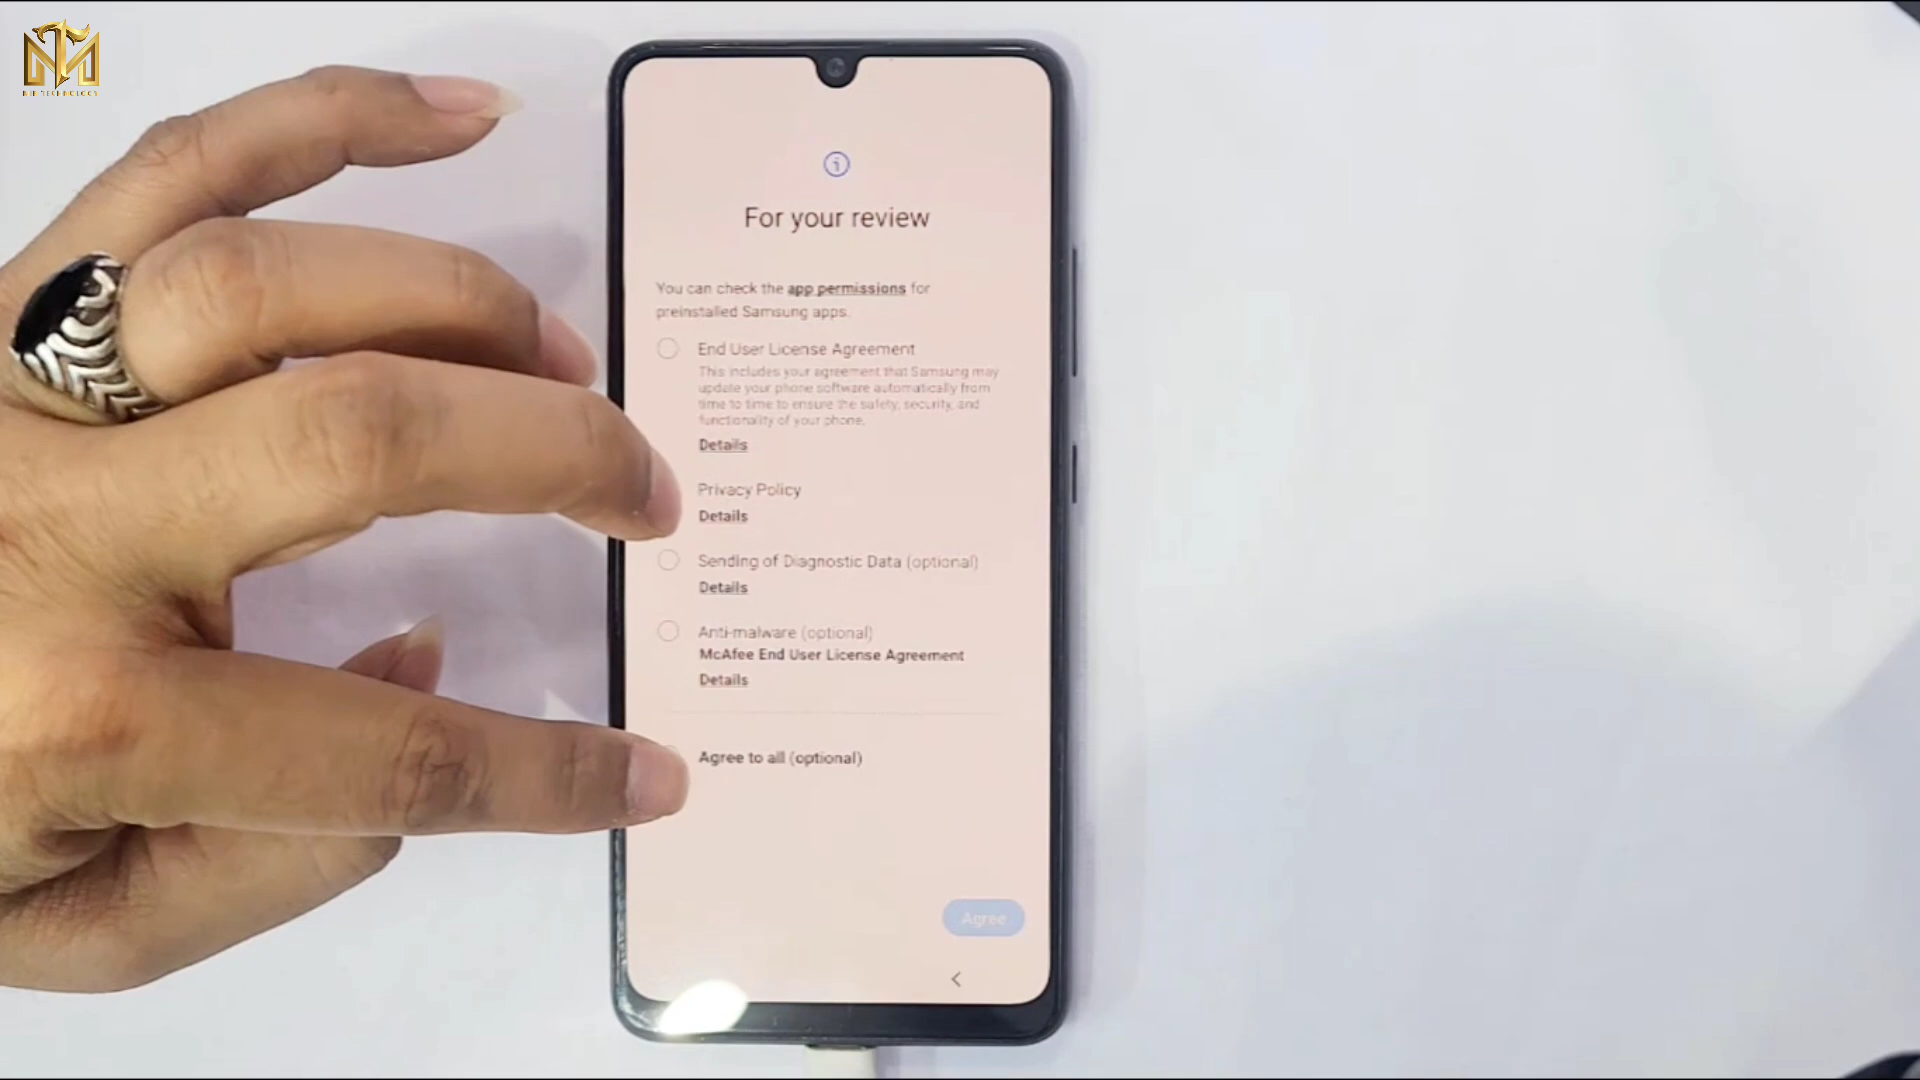 For your review
You can check the app permissions for
preinstalled Samsung apps.
End User License Agreement
This includes your agreement that Samsung may
update your phone software automatically from
time to time to ensure the safety, security, and
functionality of your phone.
Details
Privacy Policy
Details
Sending of Diagnostic Data (optional)
Details
Anti-malware (optional)
McAfee End User License Agreement
Details
Agree to all (optional)
Agree